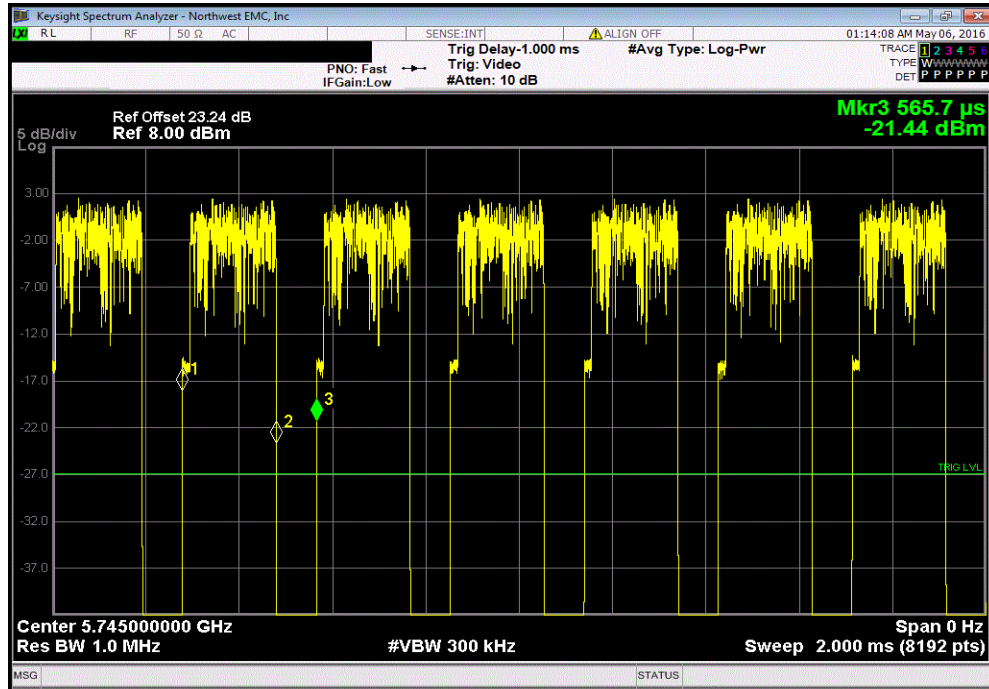 Keysight Spectrum Analyzer - Northwest EMC, Inc
LXI RL RF 50 Ω AC SENSE:INT ALIGN OFF 01:14:08 AM May 06, 2016
Trig Delay-1.000 ms #Avg Type: Log-Pwr TRACE 1 2 3 4 5 6
PNO: Fast Trig: Video TYPE W W W W W W
IFGain:Low #Atten: 10 dB DET P P P P P P
Mkr3 565.7 µs
-21.44 dBm
Ref Offset 23.24 dB
5 dB/div Ref 8.00 dBm
Log
3.00
-2.00
-7.00
-12.0
-17.0
1
3
2
-22.0
-27.0
TRIG LVL
-32.0
-37.0
Center 5.745000000 GHz Span 0 Hz
Res BW 1.0 MHz #VBW 300 kHz Sweep 2.000 ms (8192 pts)
MSG STATUS